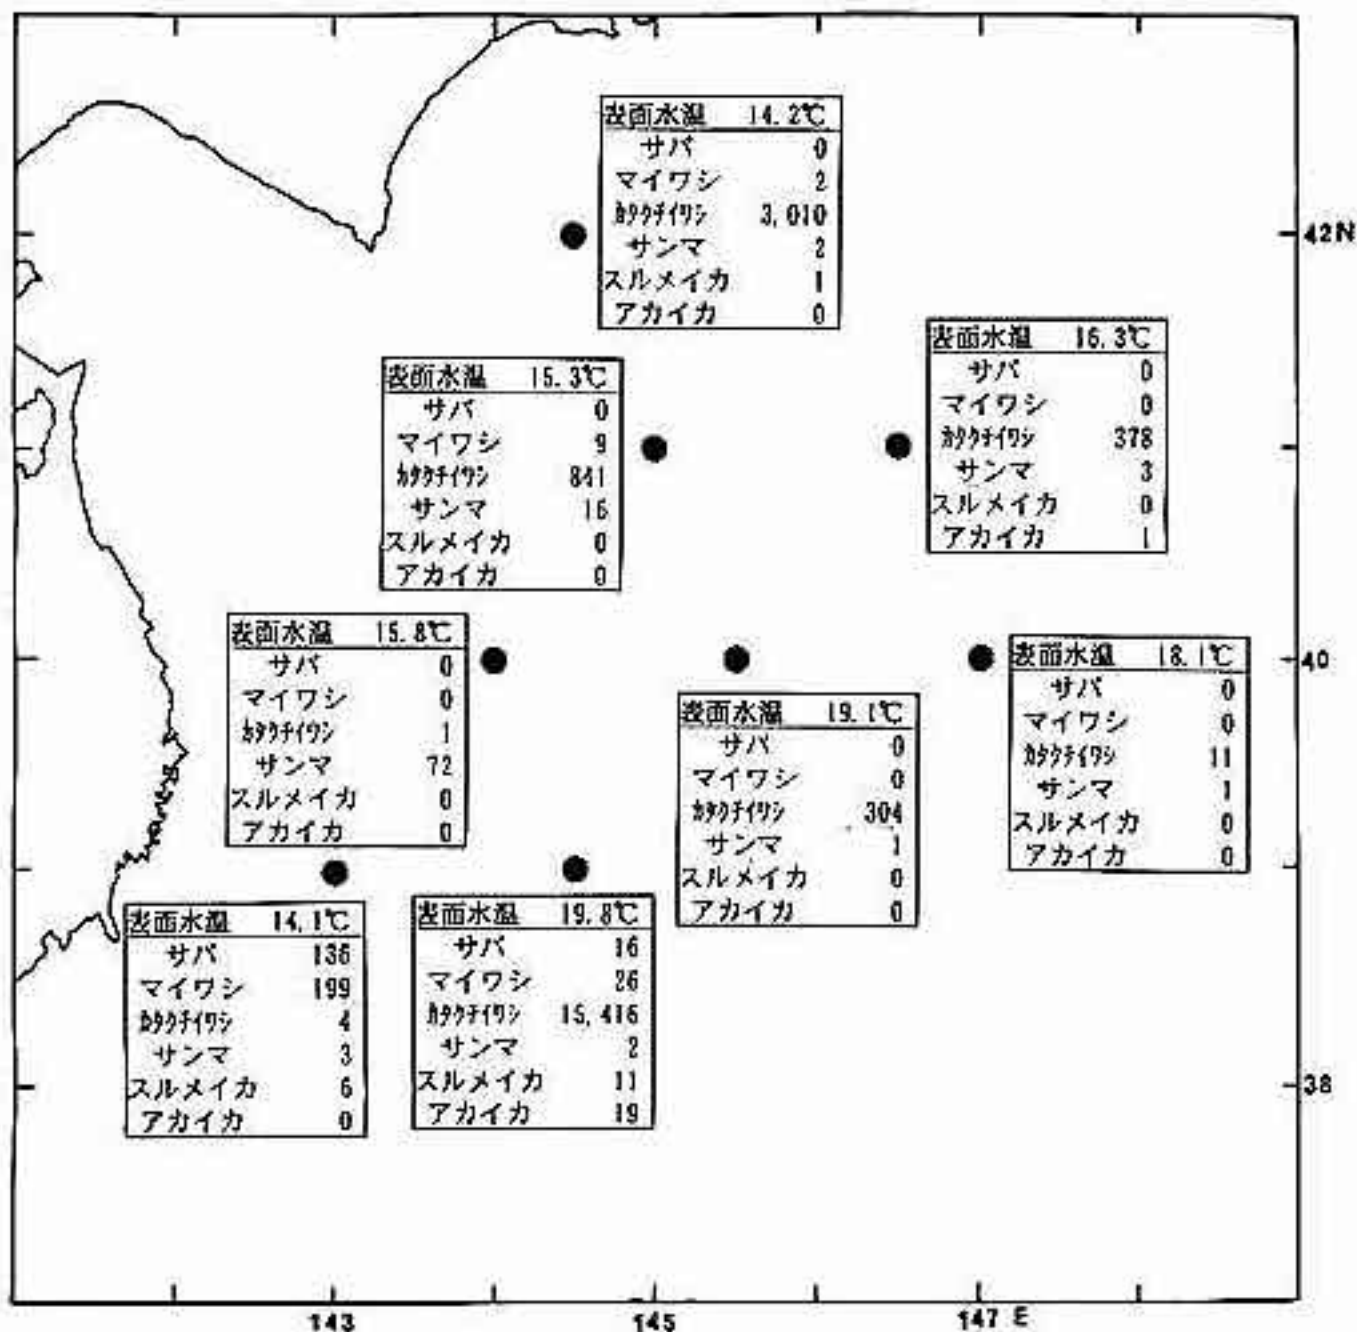 表面水温 14.2℃
サバ 0
マイワシ 2
カタクチイワシ 3,010
サンマ 2
スルメイカ 1
アカイカ 0
42N
表面水温 16.3℃
サバ 0
マイワシ 0
カタクチイワシ 378
サンマ 3
スルメイカ 0
アカイカ 1
表面水温 15.3℃
サバ 0
マイワシ 9
カタクチイワシ 841
サンマ 16
スルメイカ 0
アカイカ 0
表面水温 15.8℃
サバ 0
マイワシ 0
カタクチイワシ 1
サンマ 72
スルメイカ 0
アカイカ 0
表面水温 18.1℃
サバ 0
マイワシ 0
カタクチイワシ 11
サンマ 1
スルメイカ 0
アカイカ 0
40
表面水温 19.1℃
サバ 0
マイワシ 0
カタクチイワシ 304
サンマ 1
スルメイカ 0
アカイカ 0
表面水温 14.1℃
サバ 136
マイワシ 199
カタクチイワシ 4
サンマ 3
スルメイカ 6
アカイカ 0
表面水温 19.8℃
サバ 16
マイワシ 26
カタクチイワシ 15,416
サンマ 2
スルメイカ 11
アカイカ 19
38
143 145 147 E